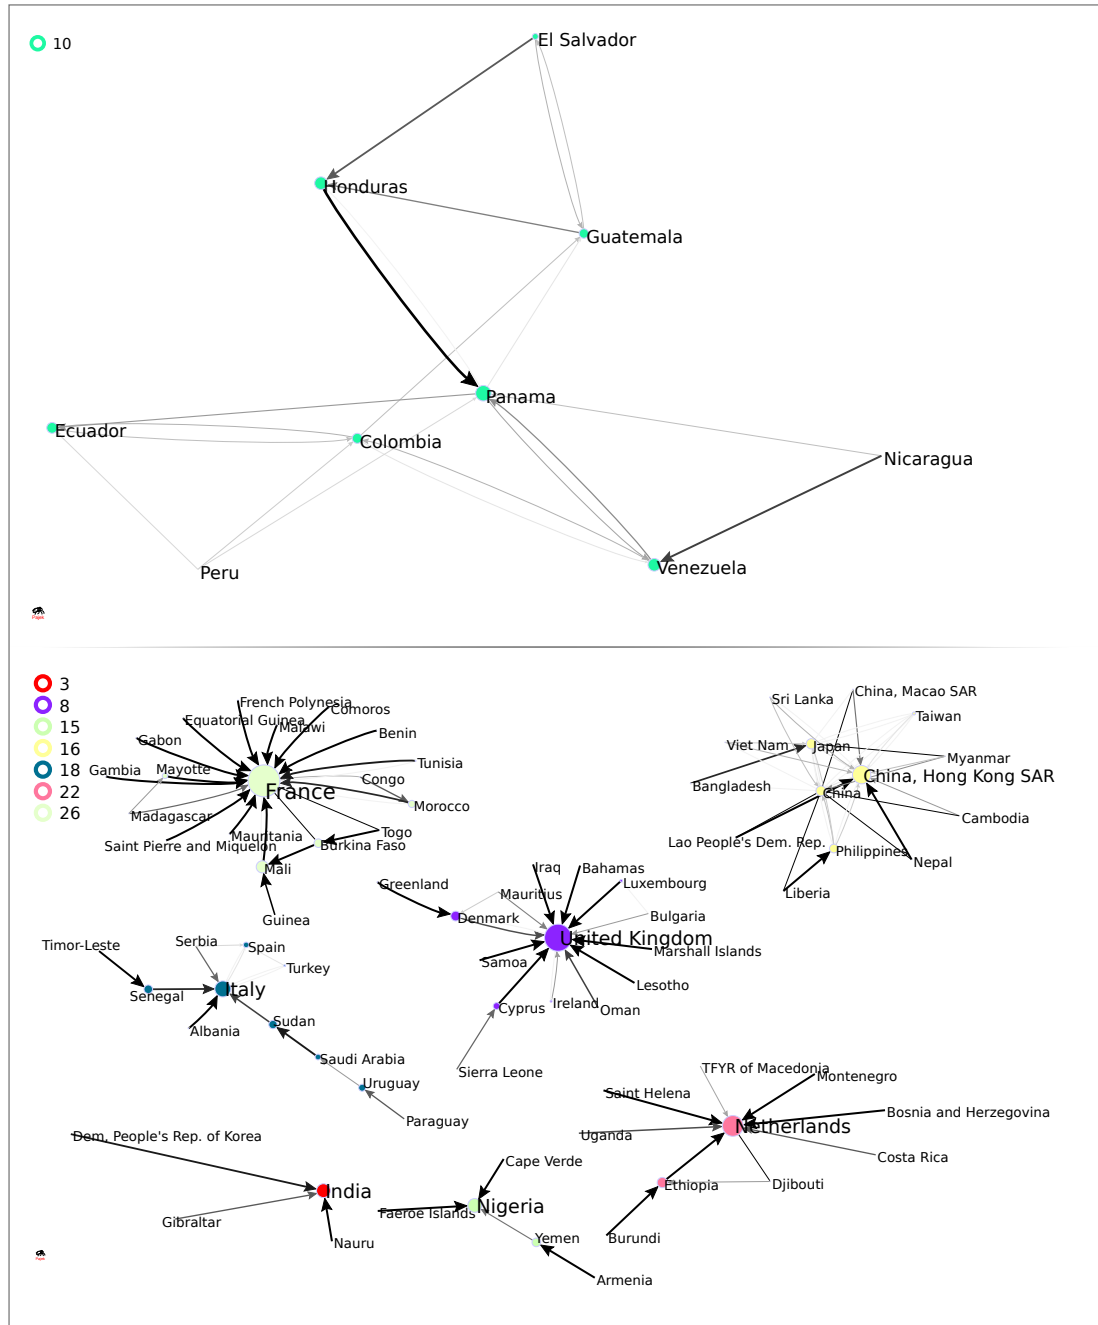 10
El Salvador
Honduras
Guatemala
Panama
Ecuador
Colombia
Nicaragua
Venezuela
Peru
3
8
15
16
18
22
26
French Polynesia
Comoros
Equatorial Guinea
Malawi
Benin
Gabon
Tunisia
Gambia
Mayotte
Congo
France
Morocco
Madagascar
Togo
Mauritania
Saint Pierre and Miquelon
Burkina Faso
Mali
Guinea
Sri Lanka
China, Macao SAR
Taiwan
Viet Nam
Japan
Myanmar
China, Hong Kong SAR
Bangladesh
China
Cambodia
Lao People's Dem. Rep.
Philippines
Nepal
Liberia
Iraq
Bahamas
Greenland
Luxembourg
Mauritius
Denmark
Bulgaria
United Kingdom
Marshall Islands
Samoa
Lesotho
Cyprus
Ireland
Oman
Sierra Leone
Timor-Leste
Serbia
Spain
Turkey
Senegal
Italy
Albania
Sudan
Saudi Arabia
Uruguay
Paraguay
TFYR of Macedonia
Montenegro
Saint Helena
Bosnia and Herzegovina
Netherlands
Uganda
Costa Rica
Ethiopia
Djibouti
Burundi
Dem. People's Rep. of Korea
India
Gibraltar
Nauru
Cape Verde
Faeroe Islands
Nigeria
Yemen
Armenia